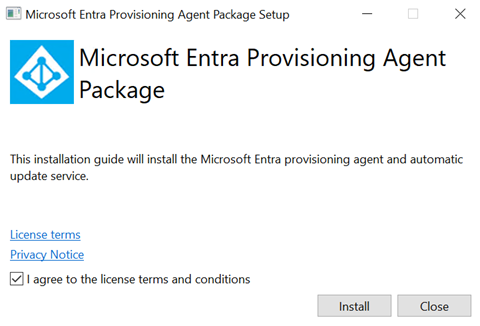 Microsoft Entra Provisioning Agent Package Setup
Microsoft Entra Provisioning Agent
Package
This installation guide will install the Microsoft Entra provisioning agent and automatic
update service.
License terms
Privacy Notice
I agree to the license terms and conditions
Install Close